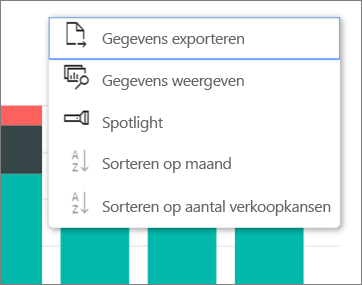 Gegevens exporteren
Gegevens weergeven
Spotlight
A
Z
Sorteren op maand
A
Z
Sorteren op aantal verkoopkansen